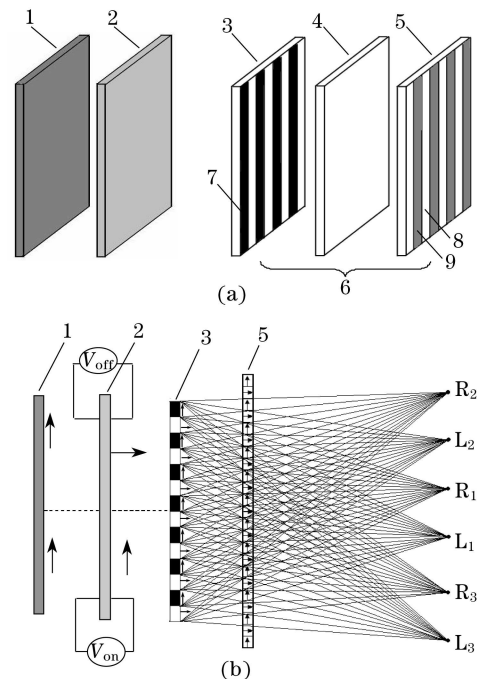 1 2 3 4 5
7 8 9
6
(a)
1 2 3 5
V_off
R_2
L_2
R_1
L_1
R_3
L_3
V_on
(b)